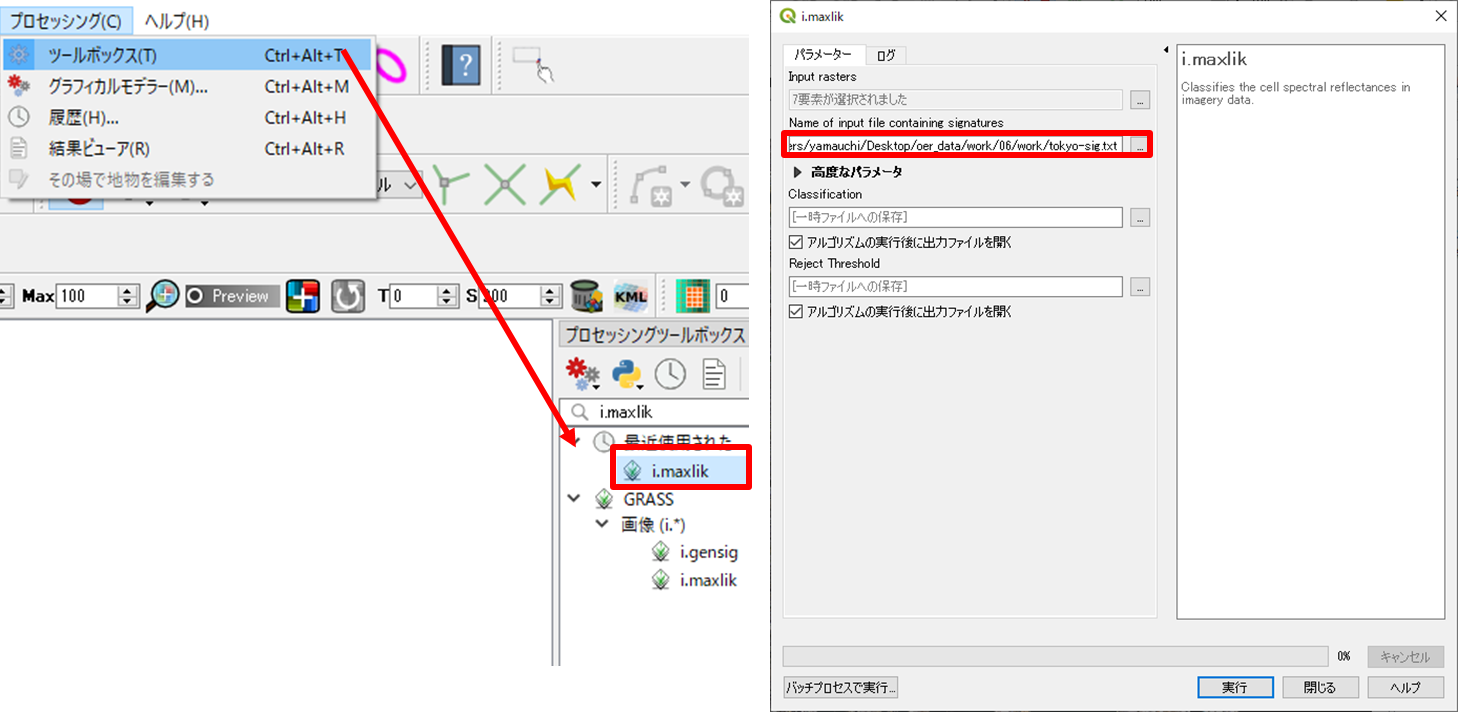 プロセッシング(C) ヘルプ(H)
ツールボックス(T) Ctrl+Alt+T
グラフィカルモデラー(M)... Ctrl+Alt+M
履歴(H)... Ctrl+Alt+H
結果ビューア(R) Ctrl+Alt+R
その場で地物を編集する
ル
Max 100 Preview T 0 S 200 KML 0
プロセッシングツールボックス
i.maxlik
最近使用された
i.maxlik
GRASS
画像 (i.*)
i.gensig
i.maxlik
i.maxlik
パラメーター ログ
Input rasters
7要素が選択されました ...
Name of input file containing signatures
ers/yamauchi/Desktop/oer_data/work/06/work/tokyo-sig.txt ...
高度なパラメータ
Classification
[一時ファイルへの保存] ...
アルゴリズムの実行後に出力ファイルを開く
Reject Threshold
[一時ファイルへの保存] ...
アルゴリズムの実行後に出力ファイルを開く
i.maxlik
Classifies the cell spectral reflectances in
imagery data.
0% キャンセル
バッチプロセスで実行... 実行 閉じる ヘルプ